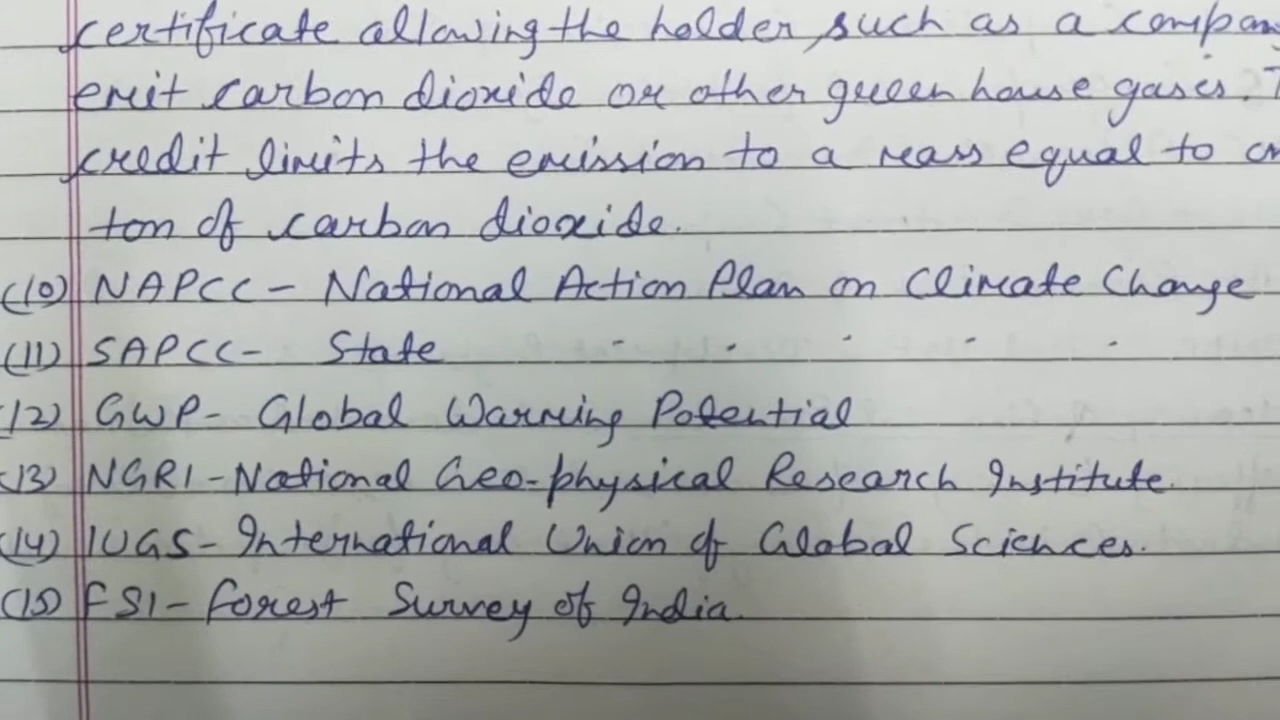 certificate allowing the holder, such as a compan
emit carbon dioxide or other green house gases. T
credit limits the emission to a mass equal to on
ton of carbon dioxide.
(10) NAPCC - National Action Plan on Climate Change
(11) SAPCC - State " " " " "
(12) GWP - Global Warming Potential
(13) NGRI - National Geo-physical Research Institute.
(14) IUGS - International Union of Global Sciences.
(15) FSI - Forest Survey of India.